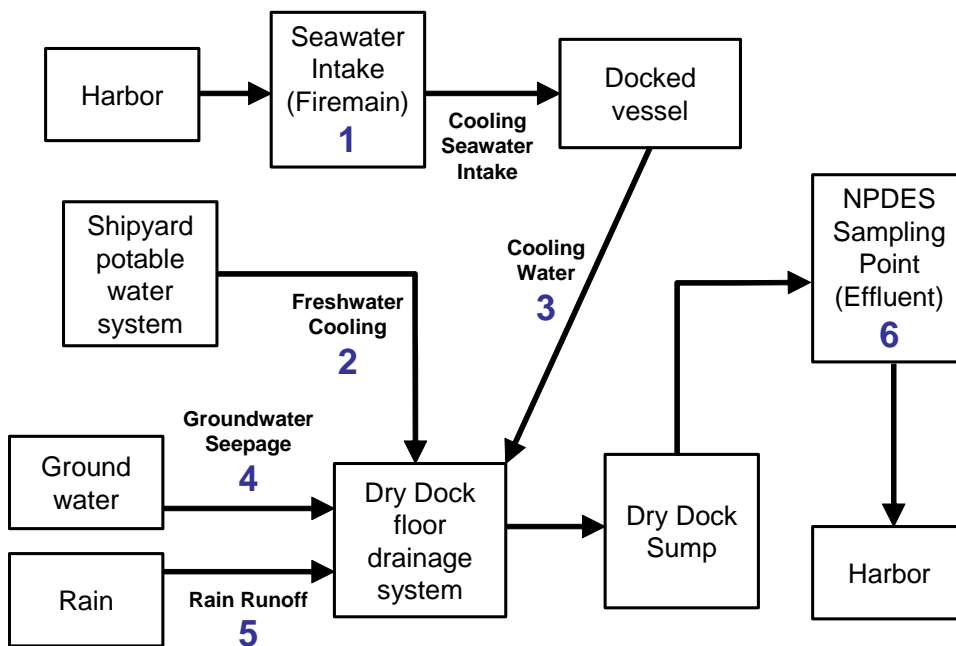 Harbor
Seawater
Intake
(Firemain)
1
Cooling
Seawater
Intake
Docked
vessel
Shipyard
potable
water
system
Freshwater
Cooling
2
Cooling
Water
3
NPDES
Sampling
Point
(Effluent)
6
Groundwater
Seepage
4
Ground
water
Rain
Rain Runoff
5
Dry Dock
floor
drainage
system
Dry Dock
Sump
Harbor